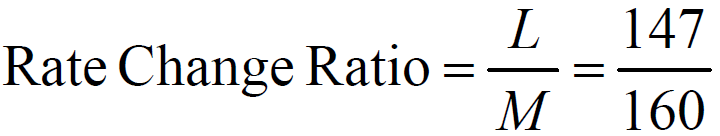 Rate Change Ratio = L/M = 147/160